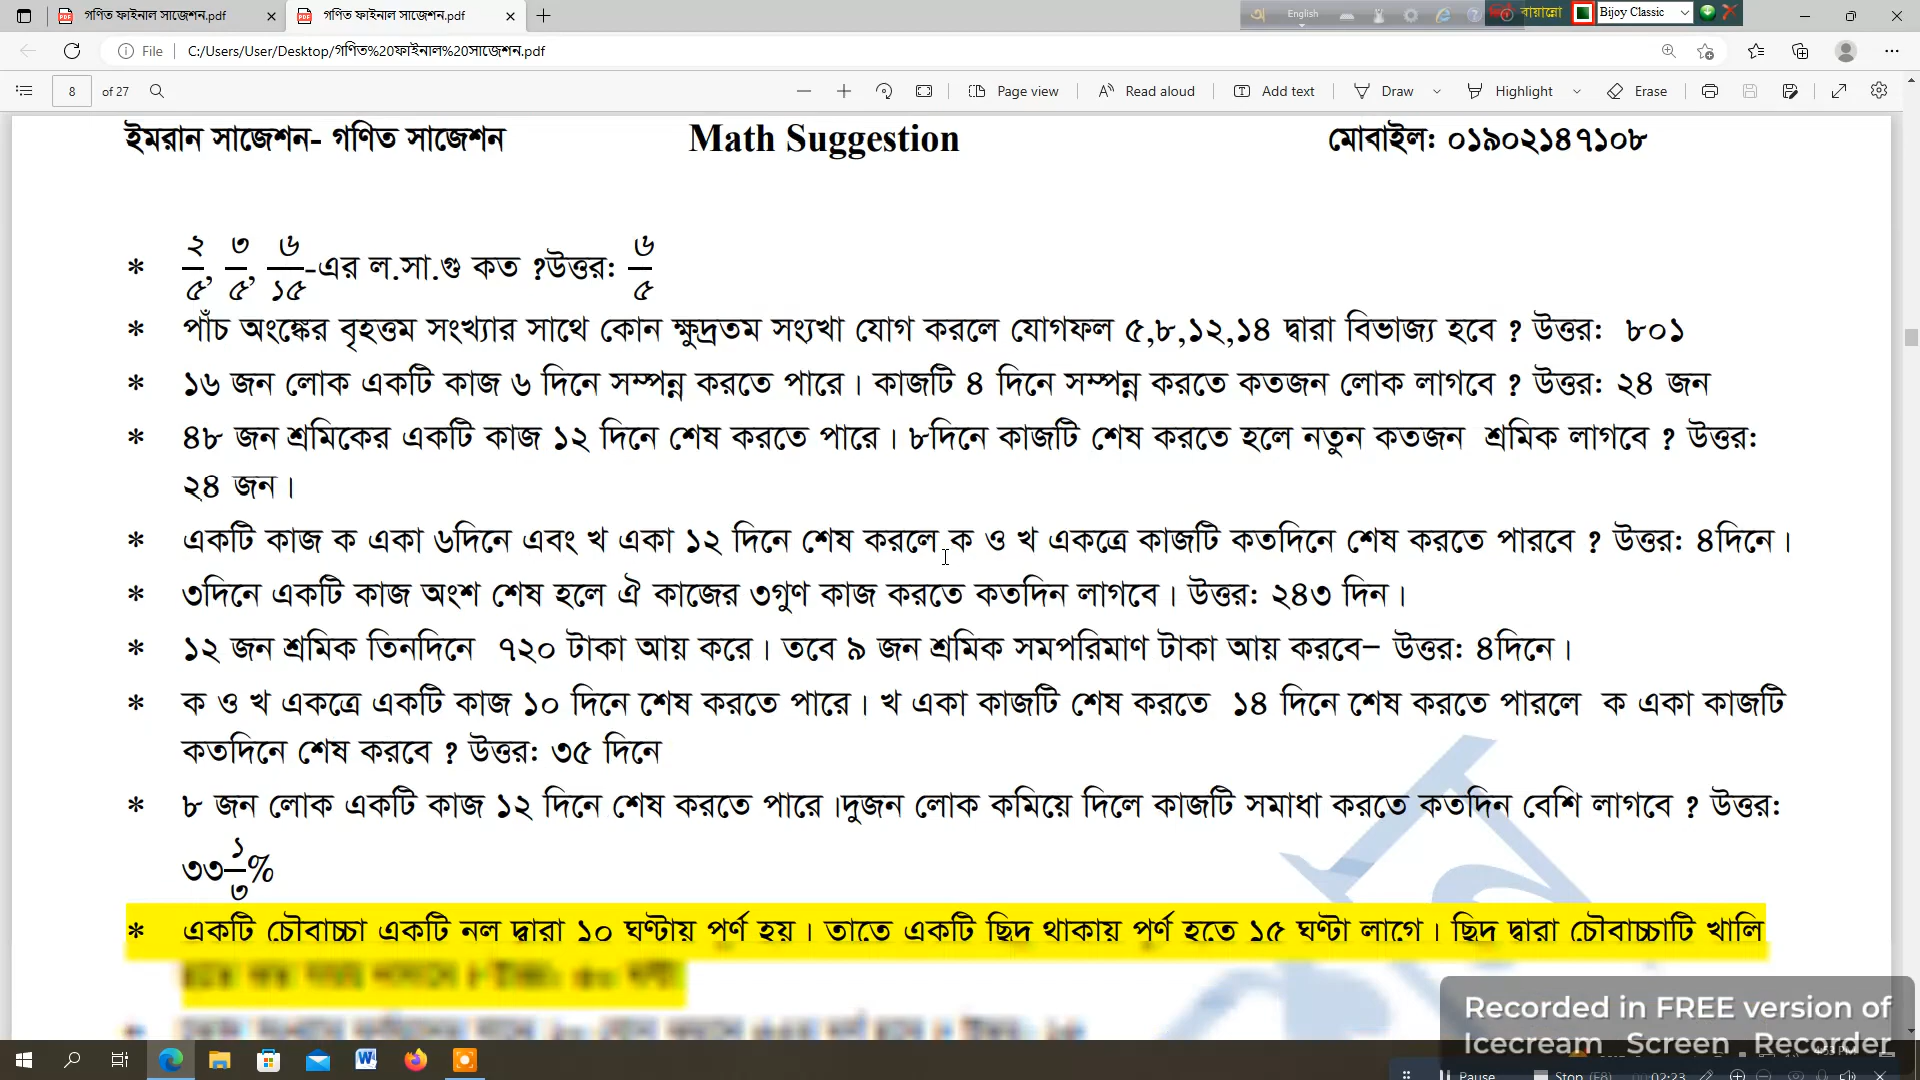 গণিত ফাইনাল সাজেশন.pdf
গণিত ফাইনাল সাজেশন.pdf
English
বায়ান্নো
Bijoy Classic
File
C:/Users/User/Desktop/গণিত%20ফাইনাল%20সাজেশন.pdf
8 of 27
Page view
Read aloud
Add text
Draw
Highlight
Erase
ইমরান সাজেশন- গণিত সাজেশন Math Suggestion মোবাইল: ০১৯০২১৪৭১০৮
* ২/৫, ৩/৫, ৬/১৫-এর ল.সা.গু কত ?উত্তর: ৬/৫
* পাঁচ অংঙ্কের বৃহত্তম সংখ্যার সাথে কোন ক্ষুদ্রতম সংখ্যা যোগ করলে যোগফল ৫,৮,১২,১৪ দ্বারা বিভাজ্য হবে ? উত্তর: ৮০১
* ১৬ জন লোক একটি কাজ ৬ দিনে সম্পন্ন করতে পারে। কাজটি ৪ দিনে সম্পন্ন করতে কতজন লোক লাগবে ? উত্তর: ২৪ জন
* ৪৮ জন শ্রমিকের একটি কাজ ১২ দিনে শেষ করতে পারে। ৮দিনে কাজটি শেষ করতে হলে নতুন কতজন শ্রমিক লাগবে ? উত্তর:
২৪ জন।
* একটি কাজ ক একা ৬দিনে এবং খ একা ১২ দিনে শেষ করলে ক ও খ একত্রে কাজটি কতদিনে শেষ করতে পারবে ? উত্তর: ৪দিনে।
* ৩দিনে একটি কাজ অংশ শেষ হলে ঐ কাজের ৩গুণ কাজ করতে কতদিন লাগবে। উত্তর: ২৪৩ দিন।
* ১২ জন শ্রমিক তিনদিনে ৭২০ টাকা আয় করে। তবে ৯ জন শ্রমিক সমপরিমাণ টাকা আয় করবে– উত্তর: ৪দিনে।
* ক ও খ একত্রে একটি কাজ ১০ দিনে শেষ করতে পারে। খ একা কাজটি শেষ করতে ১৪ দিনে শেষ করতে পারলে ক একা কাজটি
কতদিনে শেষ করবে ? উত্তর: ৩৫ দিনে
* ৮ জন লোক একটি কাজ ১২ দিনে শেষ করতে পারে।দুজন লোক কমিয়ে দিলে কাজটি সমাধা করতে কতদিন বেশি লাগবে ? উত্তর:
৩৩ ১/৩%
* একটি চৌবাচ্চা একটি নল দ্বারা ১০ ঘণ্টায় পূর্ণ হয়। তাতে একটি ছিদ্র থাকায় পূর্ণ হতে ১৫ ঘণ্টা লাগে। ছিদ্র দ্বারা চৌবাচ্চাটি খালি
Recorded in FREE version of
Icecream Screen Recorder
Pause
Stop (F8)
02:23